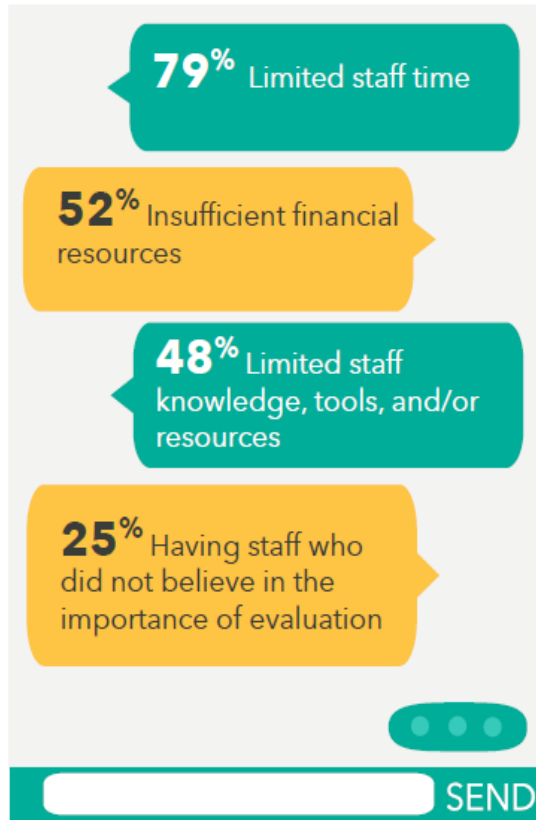 79% Limited staff time
52% Insufficient financial
resources
48% Limited staff
knowledge, tools, and/or
resources
25% Having staff who
did not believe in the
importance of evaluation
SEND